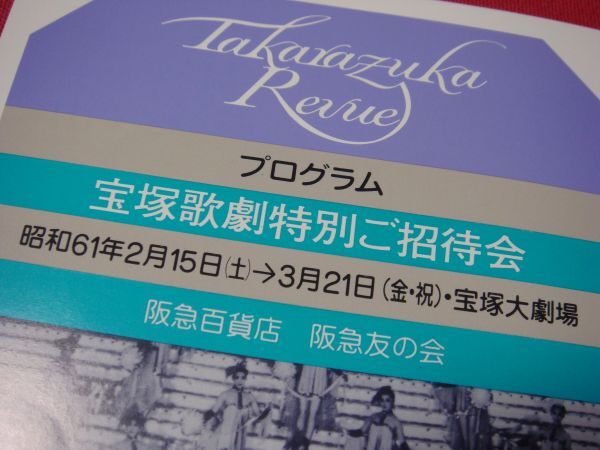 Takarazuka
Revue
プログラム
宝塚歌劇特別ご招待会
昭和61年2月15日(土)→3月21日(金・祝)・宝塚大劇場
阪急百貨店 阪急友の会